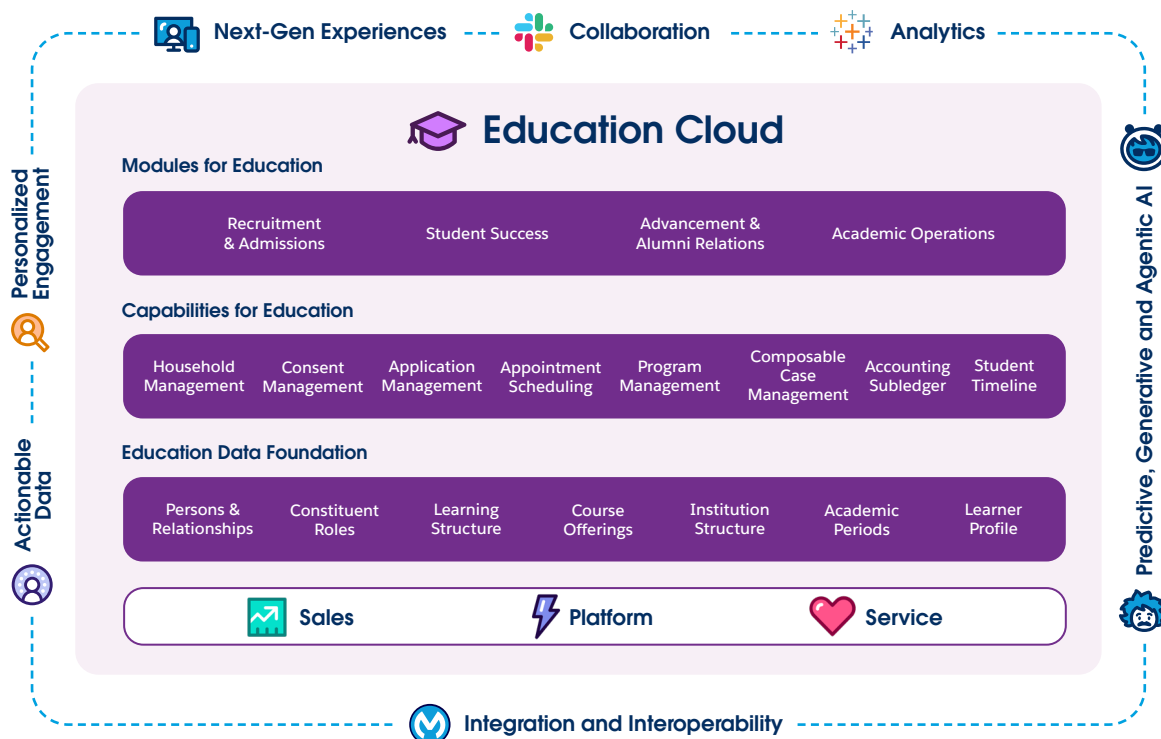 Next-Gen Experiences
Collaboration
Analytics
Education Cloud
Modules for Education
Recruitment
& Admissions
Student Success
Advancement &
Alumni Relations
Academic Operations
Capabilities for Education
Household
Management
Consent
Management
Application
Management
Appointment
Scheduling
Program
Management
Composable
Case
Management
Accounting
Subledger
Student
Timeline
Education Data Foundation
Persons &
Relationships
Constituent
Roles
Learning
Structure
Course
Offerings
Institution
Structure
Academic
Periods
Learner
Profile
Sales
Platform
Service
Personalized
Engagement
Actionable
Data
Predictive, Generative and Agentic AI
Integration and Interoperability